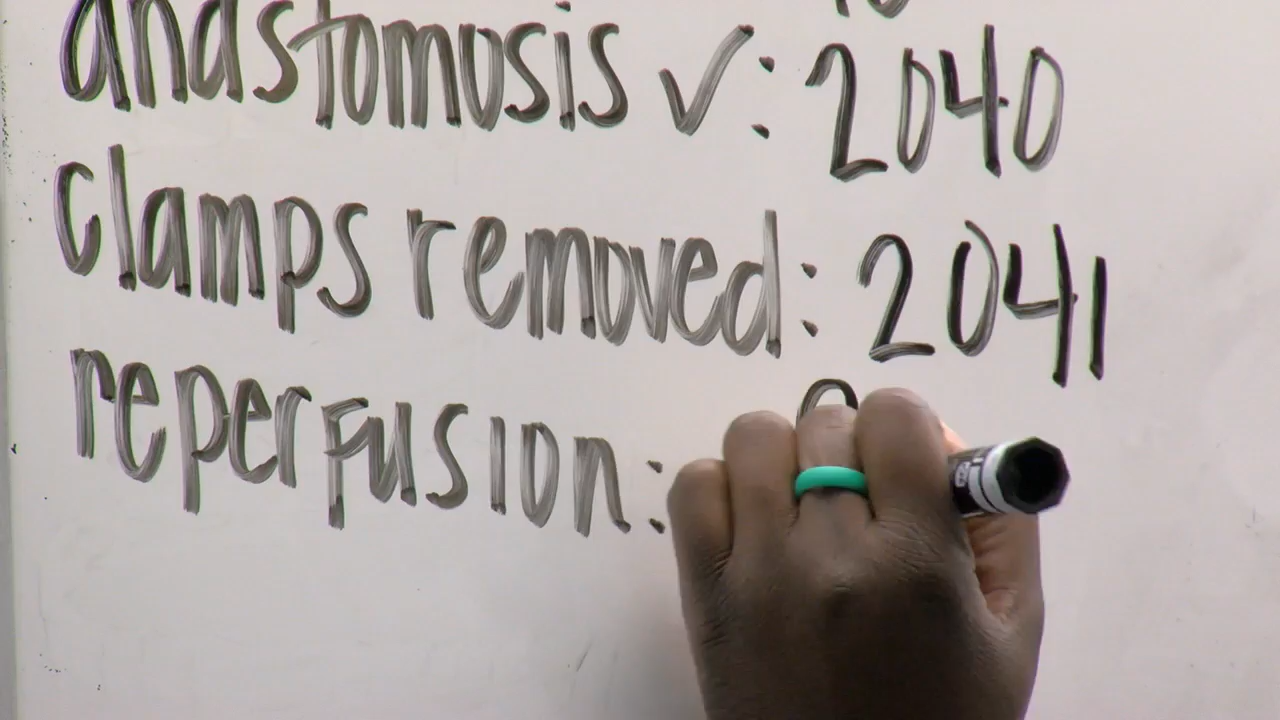 anastomosis ✓: 2040
clamps removed: 2041
reperfusion: